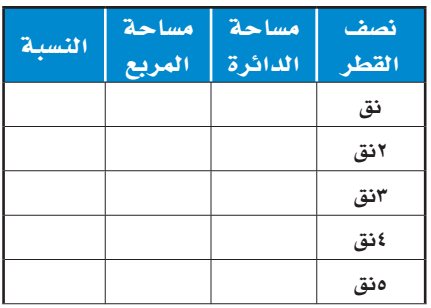 نصف القطر مساحة الدائرة مساحة المربع النسبة
نق
٢نق
٣نق
٤نق
٥نق